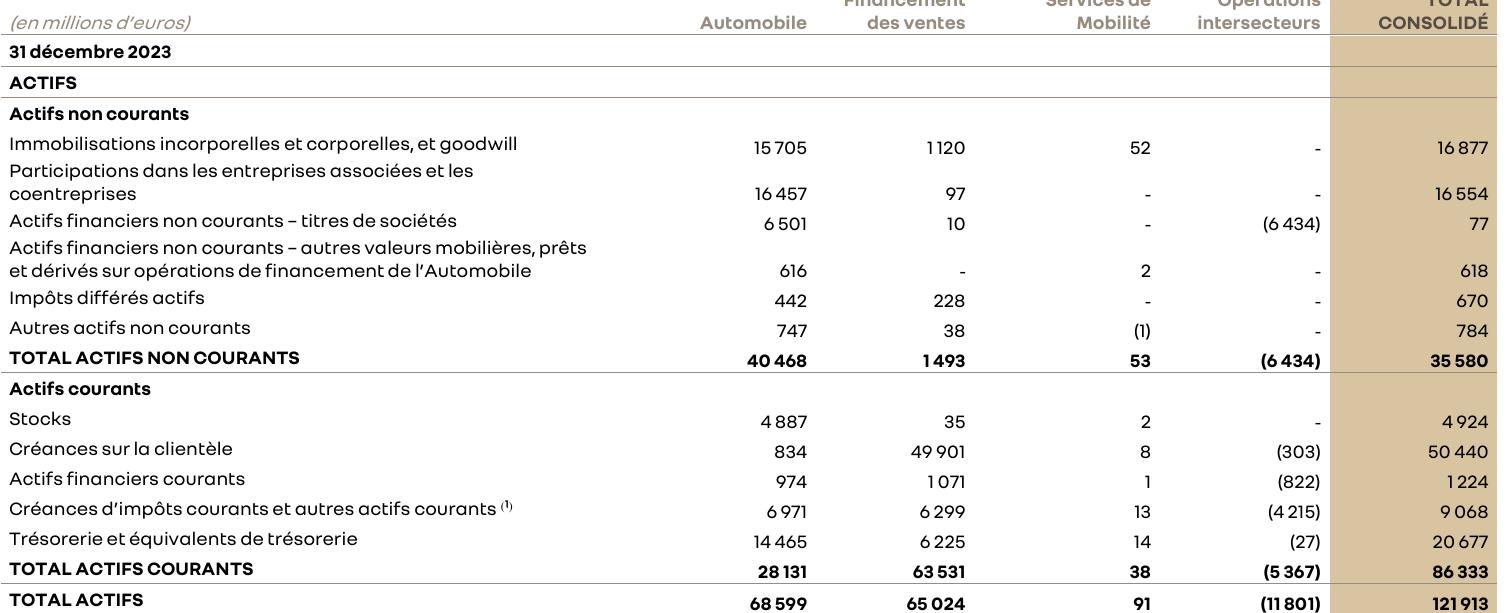 Financement Services de Opérations TOTAL
(en millions d’euros) Automobile des ventes Mobilité intersecteurs CONSOLIDÉ
31 décembre 2023
ACTIFS
Actifs non courants
Immobilisations incorporelles et corporelles, et goodwill 15 705 1 120 52 - 16 877
Participations dans les entreprises associées et les
coentreprises 16 457 97 - - 16 554
Actifs financiers non courants – titres de sociétés 6 501 10 - (6 434) 77
Actifs financiers non courants – autres valeurs mobilières, prêts
et dérivés sur opérations de financement de l’Automobile 616 - 2 - 618
Impôts différés actifs 442 228 - - 670
Autres actifs non courants 747 38 (1) - 784
TOTAL ACTIFS NON COURANTS 40 468 1 493 53 (6 434) 35 580
Actifs courants
Stocks 4 887 35 2 - 4 924
Créances sur la clientèle 834 49 901 8 (303) 50 440
Actifs financiers courants 974 1 071 1 (822) 1 224
Créances d’impôts courants et autres actifs courants (1) 6 971 6 299 13 (4 215) 9 068
Trésorerie et équivalents de trésorerie 14 465 6 225 14 (27) 20 677
TOTAL ACTIFS COURANTS 28 131 63 531 38 (5 367) 86 333
TOTAL ACTIFS 68 599 65 024 91 (11 801) 121 913